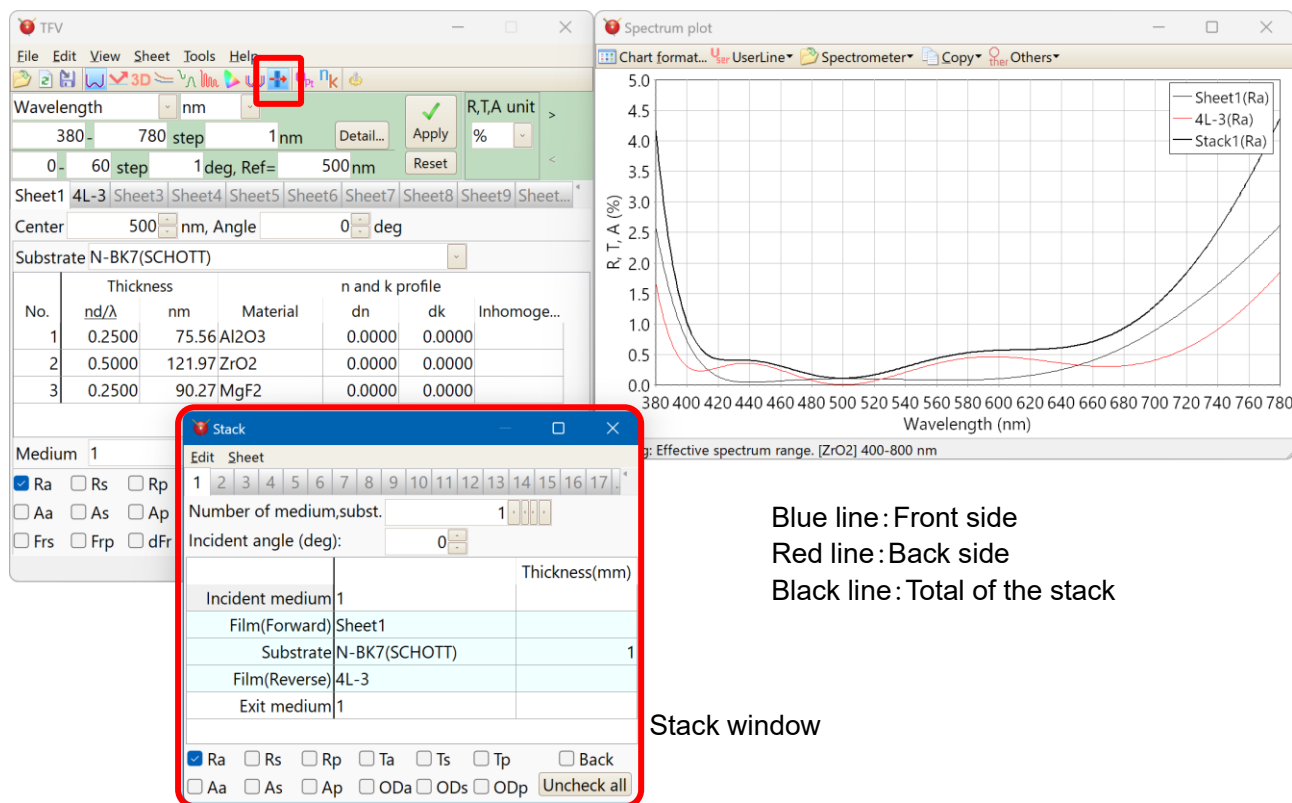 TFV
File Edit View Sheet Tools Help
3D
nk
Wavelength nm R,T,A unit >
380 - 780 step 1 nm Detail... Apply % <
0 - 60 step 1 deg, Ref= 500 nm Reset
Sheet1 4L-3 Sheet3 Sheet4 Sheet5 Sheet6 Sheet7 Sheet8 Sheet9 Sheet...
Center 500 nm, Angle 0 deg
Substrate N-BK7(SCHOTT)
Thickness n and k profile
No. nd/λ nm Material dn dk Inhomoge...
1 0.2500 75.56 Al2O3 0.0000 0.0000
2 0.5000 121.97 ZrO2 0.0000 0.0000
3 0.2500 90.27 MgF2 0.0000 0.0000
Medium 1
Ra Rs Rp
Aa As Ap
Frs Frp dFr
Stack
Edit Sheet
1 2 3 4 5 6 7 8 9 10 11 12 13 14 15 16 17 .
Number of medium,subst. 1
Incident angle (deg): 0
Thickness(mm)
Incident medium 1
Film(Forward) Sheet1
Substrate N-BK7(SCHOTT) 1
Film(Reverse) 4L-3
Exit medium 1
Ra Rs Rp Ta Ts Tp Back
Aa As Ap ODa ODs ODp Uncheck all
Stack window
Spectrum plot
Chart format... User UserLine Spectrometer Copy Other Others
R, T, A (%)
5.0
4.5
4.0
3.5
3.0
2.5
2.0
1.5
1.0
0.5
0.0
Sheet1(Ra)
4L-3(Ra)
Stack1(Ra)
380 400 420 440 460 480 500 520 540 560 580 600 620 640 660 680 700 720 740 760 780
Wavelength (nm)
g: Effective spectrum range. [ZrO2] 400-800 nm
Blue line：Front side
Red line：Back side
Black line：Total of the stack